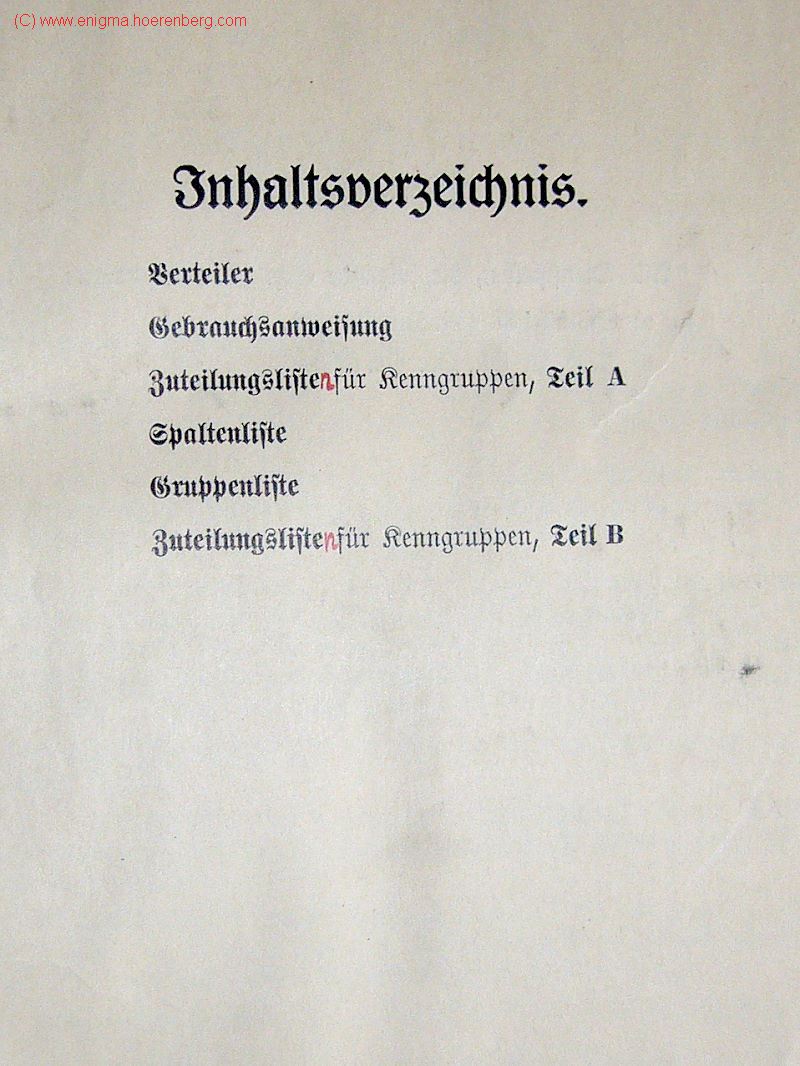 (C) www.enigma.hoerenberg.com
Inhaltsverzeichnis.
Verteiler
Gebrauchsanweisung
Zuteilungslisten für Kenngruppen, Teil A
Spaltenliste
Gruppenliste
Zuteilungslisten für Kenngruppen, Teil B